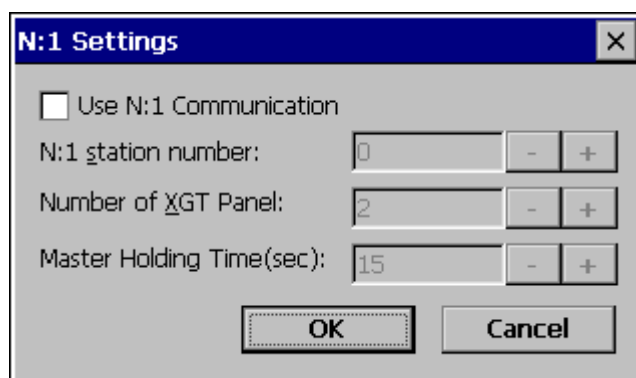 N:1 Settings ×
Use N:1 Communication
N:1 station number: 0 - +
Number of XGT Panel: 2 - +
Master Holding Time(sec): 15 - +
OK Cancel